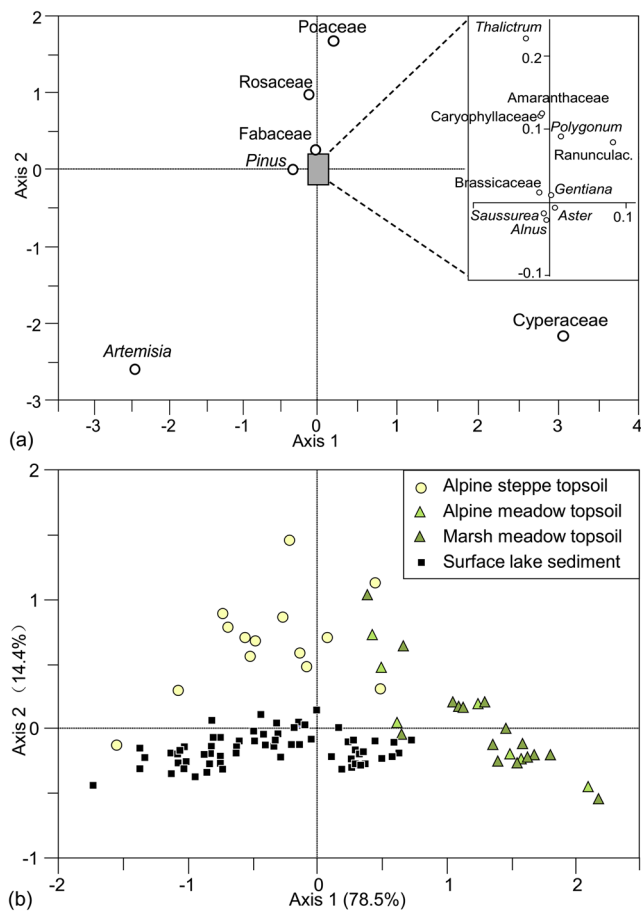 2
Poaceae
Thalictrum
0.2
1
Rosaceae
Amaranthaceae
Caryophyllaceae
0.1
Polygonum
Fabaceae
Ranunculac.
Pinus
0
Brassicaceae
Gentiana
Saussurea
Aster
0.1
Alnus
-0.1
Axis 2
-1
-2
Cyperaceae
Artemisia
-3
-3 -2 -1 0 1 2 3 4
(a) Axis 1
2
Alpine steppe topsoil
Alpine meadow topsoil
Marsh meadow topsoil
Surface lake sediment
1
Axis 2 (14.4%)
0
-1
-2 -1 0 1 2
(b) Axis 1 (78.5%)